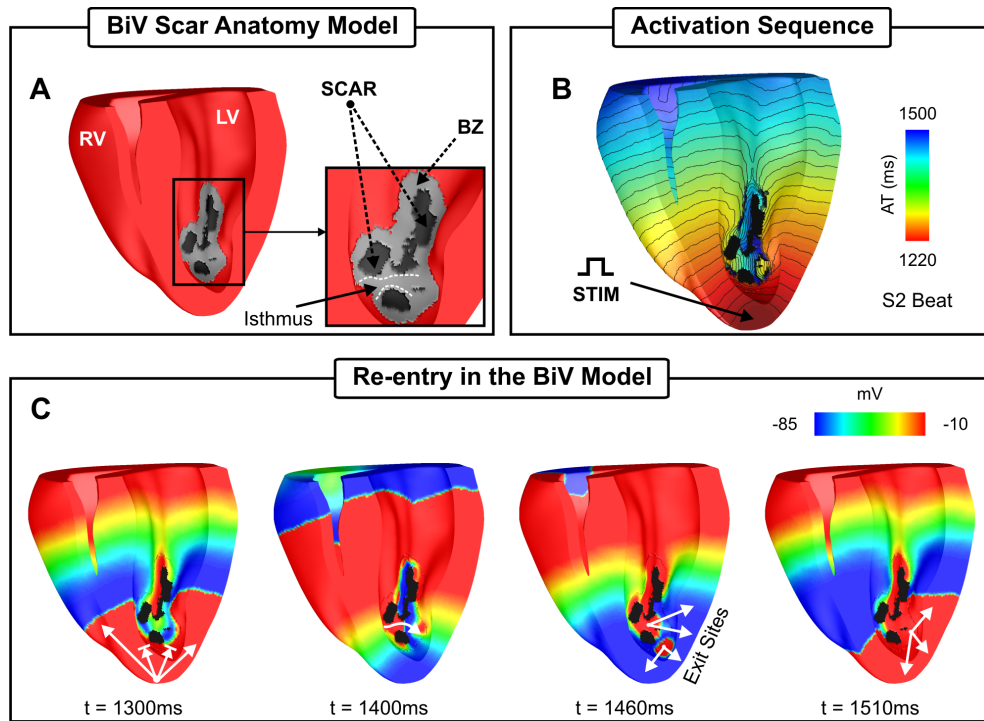 BiV Scar Anatomy Model
A
RV
LV
SCAR
BZ
Isthmus
Activation Sequence
B
1500
AT (ms)
1220
STIM
S2 Beat
Re-entry in the BiV Model
C
mV
-85
-10
Exit Sites
t = 1300ms
t = 1400ms
t = 1460ms
t = 1510ms